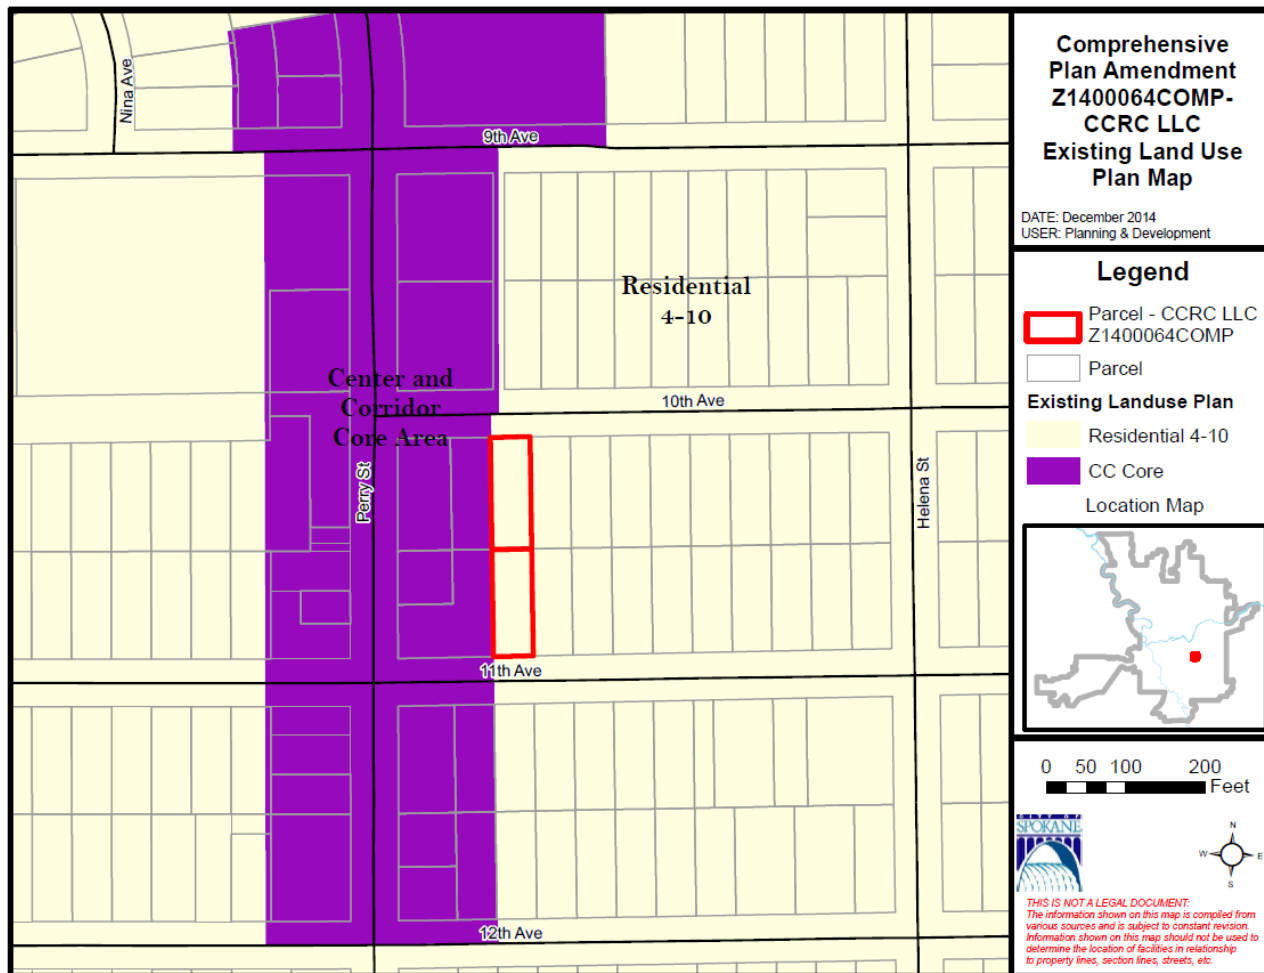 Nina Ave
9th Ave
Residential
4-10
Center and
Corridor
Core Area
10th Ave
Perry St
Helena St
11th Ave
12th Ave
Comprehensive
Plan Amendment
Z1400064COMP-
CCRC LLC
Existing Land Use
Plan Map
DATE: December 2014
USER: Planning & Development
Legend
Parcel - CCRC LLC
Z1400064COMP
Parcel
Existing Landuse Plan
Residential 4-10
CC Core
Location Map
0 50 100 200
Feet
CITY OF
SPOKANE
N
W E
S
THIS IS NOT A LEGAL DOCUMENT:
The information shown on this map is compiled from
various sources and is subject to constant revision.
Information shown on this map should not be used to
determine the location of facilities in relationship
to property lines, section lines, streets, etc.